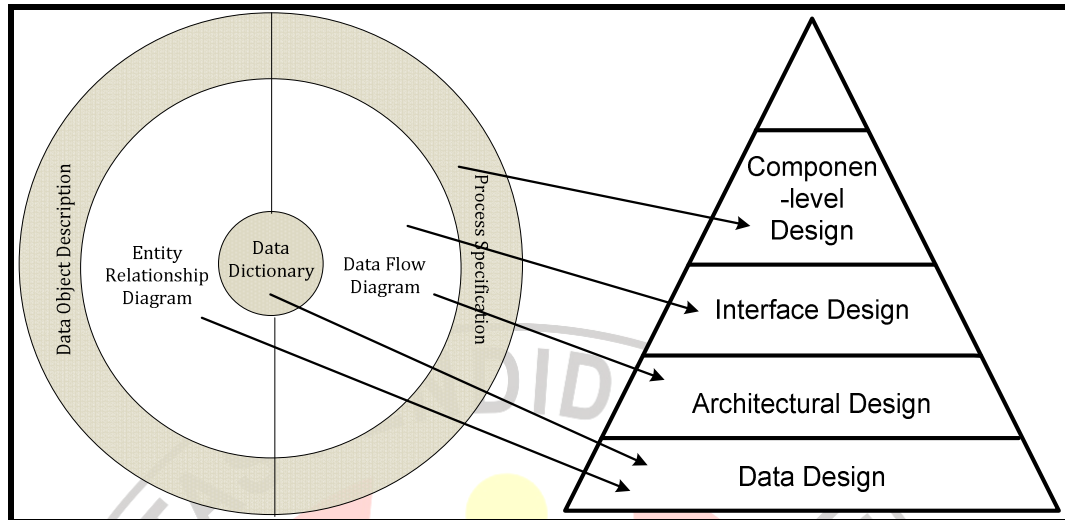 Data Object Description
Entity
Relationship
Diagram
Data
Dictionary
Data Flow
Diagram
Process Specification
Componen
-level
Design
Interface Design
Architectural Design
Data Design
DID